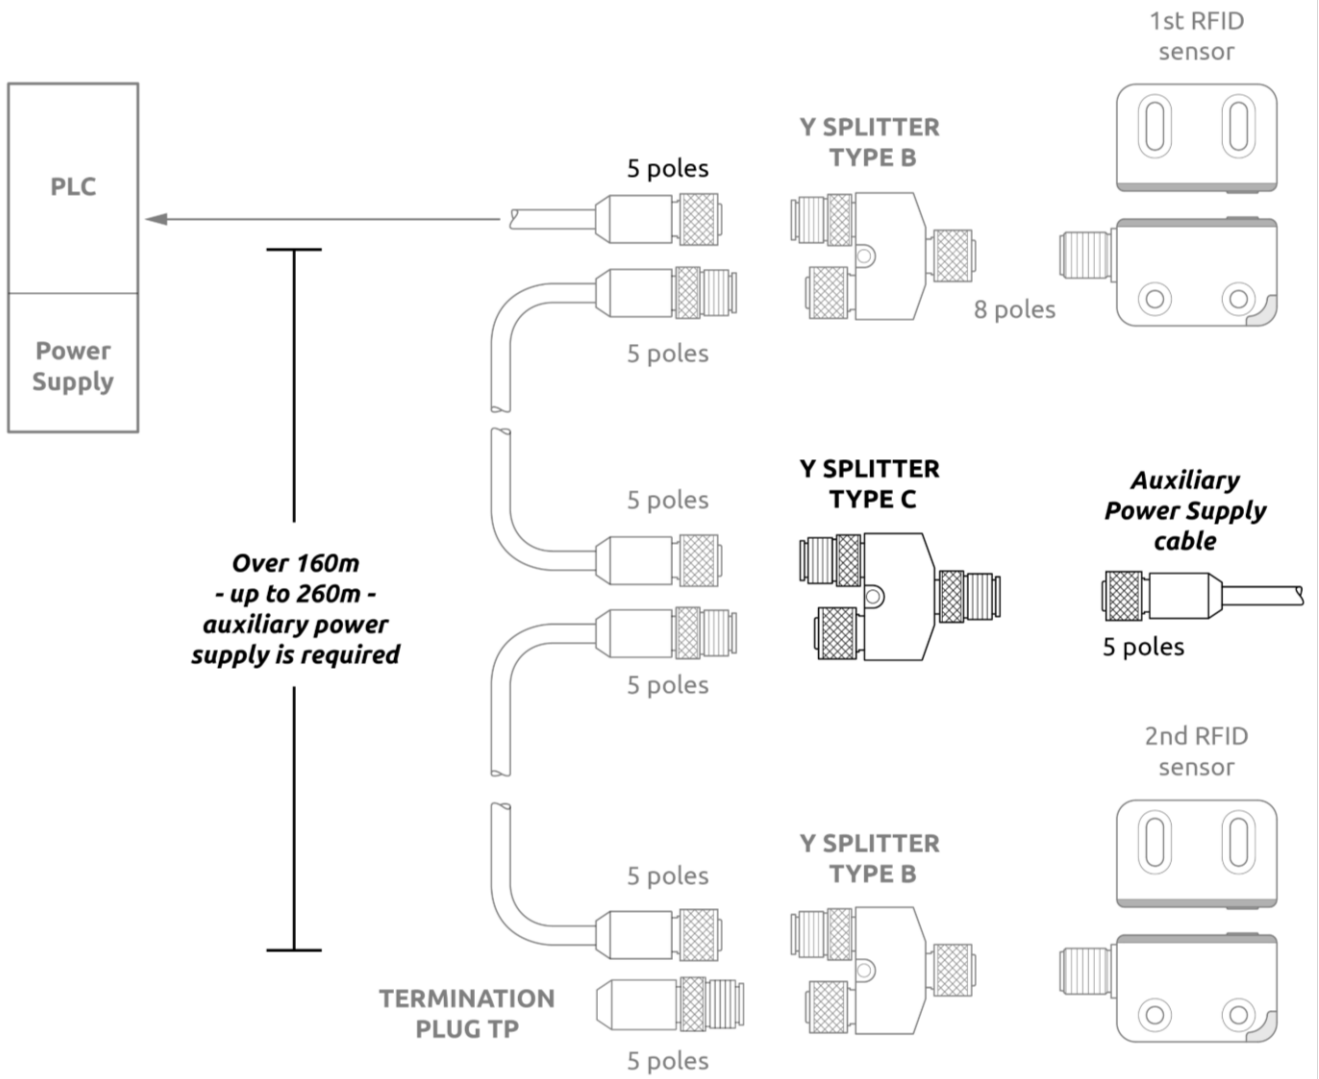 1st RFID
sensor
Y SPLITTER
TYPE B
5 poles
PLC
8 poles
5 poles
Power
Supply
Y SPLITTER
TYPE C
Auxiliary
Power Supply
cable
5 poles
Over 160m
- up to 260m -
auxiliary power
supply is required
5 poles
5 poles
2nd RFID
sensor
Y SPLITTER
TYPE B
5 poles
TERMINATION
PLUG TP
5 poles